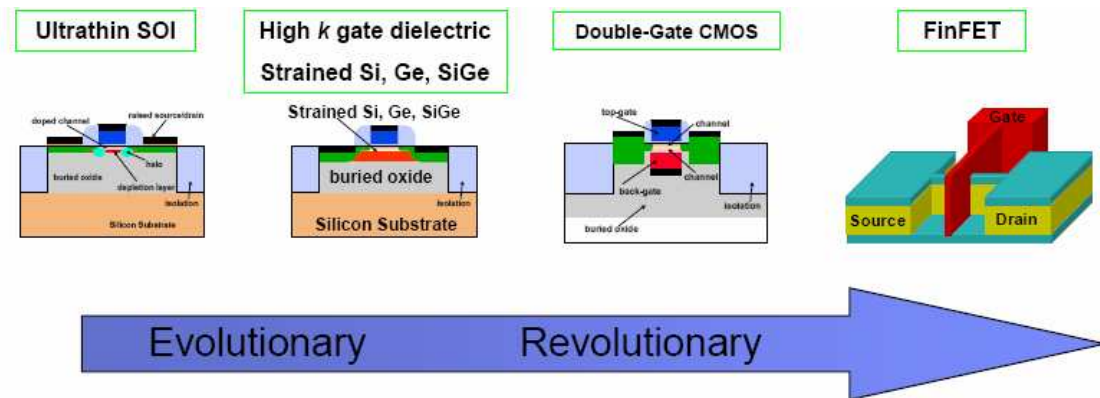 Ultrathin SOI
High k gate dielectric
Strained Si, Ge, SiGe
Double-Gate CMOS
FinFET
doped channel
raised source/drain
halo
buried oxide
depletion layer
isolation
Silicon Substrate
Strained Si, Ge, SiGe
buried oxide
isolation
Silicon Substrate
top-gate
channel
channel
back-gate
isolation
buried oxide
Gate
Source
Drain
Evolutionary
Revolutionary